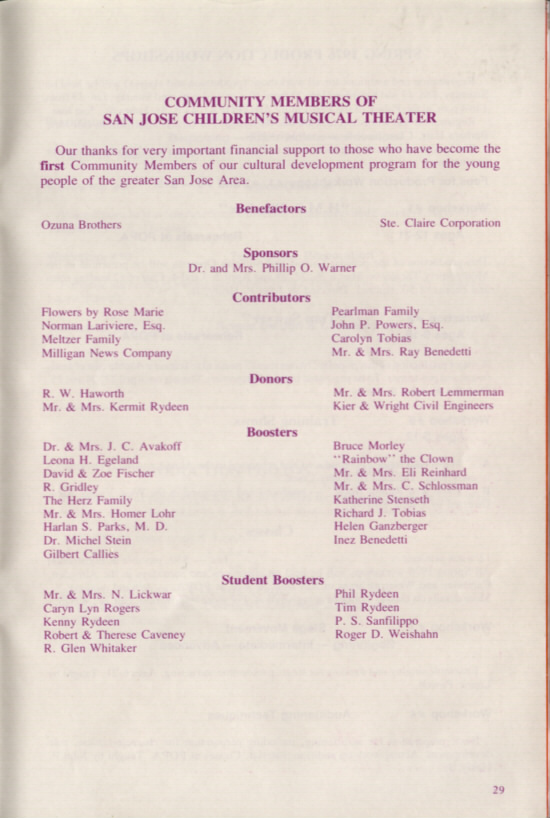 COMMUNITY MEMBERS OF
SAN JOSE CHILDREN'S MUSICAL THEATER
Our thanks for very important financial support to those who have become the
first Community Members of our cultural development program for the young
people of the greater San Jose Area.
Benefactors
Ozuna Brothers
Ste. Claire Corporation
Sponsors
Dr. and Mrs. Phillip O. Warner
Contributors
Flowers by Rose Marie
Norman Lariviere, Esq.
Meltzer Family
Milligan News Company
Pearlman Family
John P. Powers, Esq.
Carolyn Tobias
Mr. & Mrs. Ray Benedetti
Donors
R. W. Haworth
Mr. & Mrs. Kermit Rydeen
Mr. & Mrs. Robert Lemmerman
Kier & Wright Civil Engineers
Boosters
Dr. & Mrs. J. C. Avakoff
Leona H. Egeland
David & Zoe Fischer
R. Gridley
The Herz Family
Mr. & Mrs. Homer Lohr
Harlan S. Parks, M. D.
Dr. Michel Stein
Gilbert Callies
Bruce Morley
"Rainbow" the Clown
Mr. & Mrs. Eli Reinhard
Mr. & Mrs. C. Schlossman
Katherine Stenseth
Richard J. Tobias
Helen Ganzberger
Inez Benedetti
Student Boosters
Mr. & Mrs. N. Lickwar
Caryn Lyn Rogers
Kenny Rydeen
Robert & Therese Caveney
R. Glen Whitaker
Phil Rydeen
Tim Rydeen
P. S. Sanfilippo
Roger D. Weishahn
29